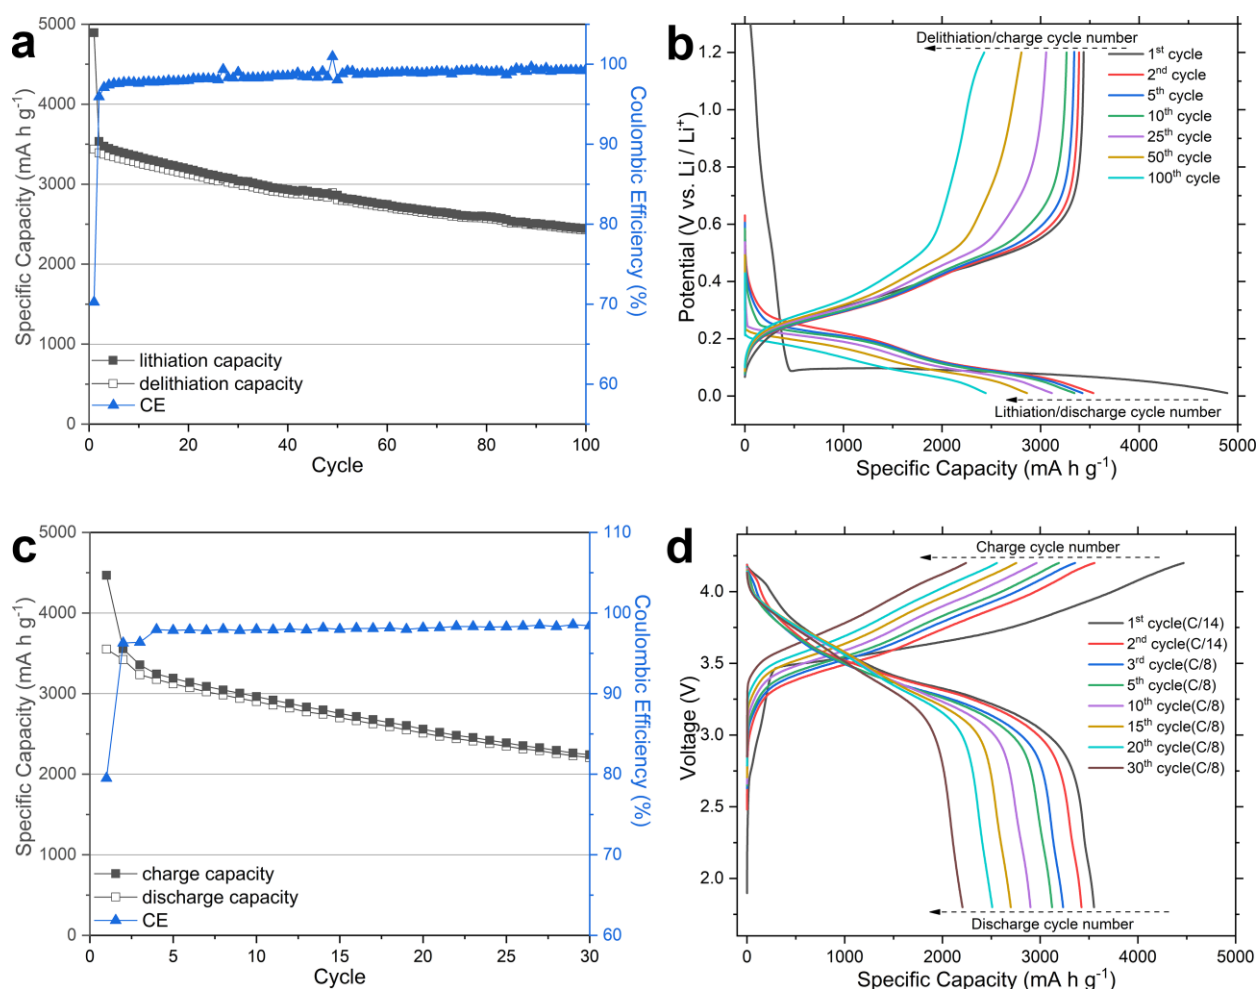 a
5000
4000
3000
2000
1000
0
Specific Capacity (mA h g⁻¹)
100
90
80
70
60
Coulombic Efficiency (%)
lithiation capacity
delithiation capacity
CE
0
20
40
60
80
100
Cycle
b
1.2
0.9
0.6
0.4
0.2
0.0
Potential (V vs. Li / Li⁺)
Delithiation/charge cycle number
1st cycle
2nd cycle
5th cycle
10th cycle
25th cycle
50th cycle
100th cycle
Lithiation/discharge cycle number
0
1000
2000
3000
4000
5000
Specific Capacity (mA h g⁻¹)
c
5000
4000
3000
2000
1000
0
Specific Capacity (mA h g⁻¹)
110
100
90
80
70
60
Coulombic Efficiency (%)
charge capacity
discharge capacity
CE
0
5
10
15
20
25
30
Cycle
d
4.0
3.5
3.0
2.5
2.0
Voltage (V)
Charge cycle number
1st cycle(C/14)
2nd cycle(C/14)
3rd cycle(C/8)
5th cycle(C/8)
10th cycle(C/8)
15th cycle(C/8)
20th cycle(C/8)
30th cycle(C/8)
Discharge cycle number
0
1000
2000
3000
4000
5000
Specific Capacity (mA h g⁻¹)